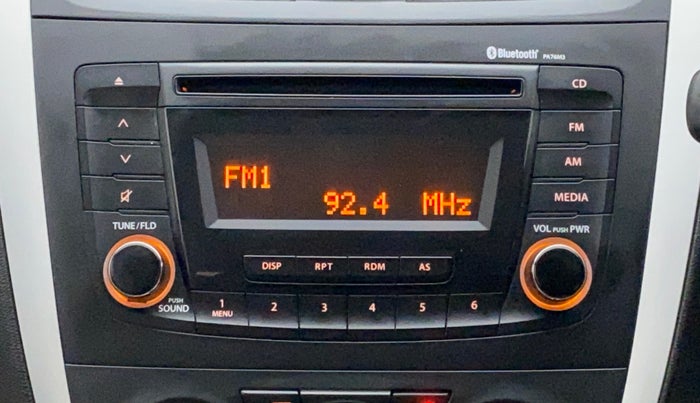 Bluetooth PA76M3
CD
FM
AM
MEDIA
FM1
92.4 MHz
TUNE/FLD
VOL PUSH PWR
DISP RPT RDM AS
PUSH
SOUND
1 2 3 4 5 6
MENU